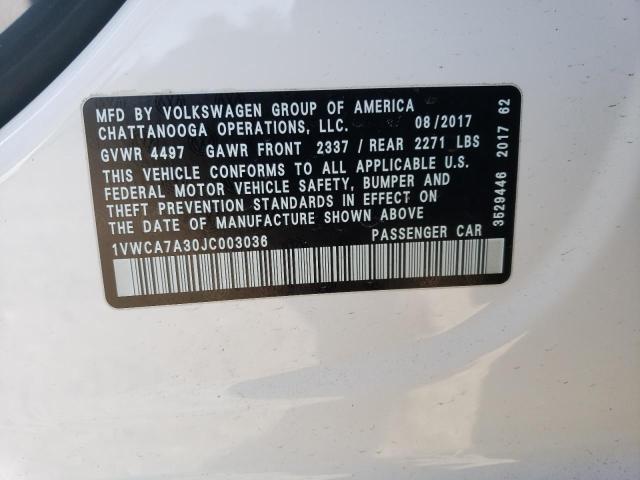 MFD BY VOLKSWAGEN GROUP OF AMERICA
CHATTANOOGA OPERATIONS, LLC. 08/2017
GVWR 4497 GAWR FRONT 2337 / REAR 2271 LBS
THIS VEHICLE CONFORMS TO ALL APPLICABLE U.S.
FEDERAL MOTOR VEHICLE SAFETY, BUMPER AND
THEFT PREVENTION STANDARDS IN EFFECT ON
THE DATE OF MANUFACTURE SHOWN ABOVE
1VWCA7A30JC003036 PASSENGER CAR
3529446 2017 62